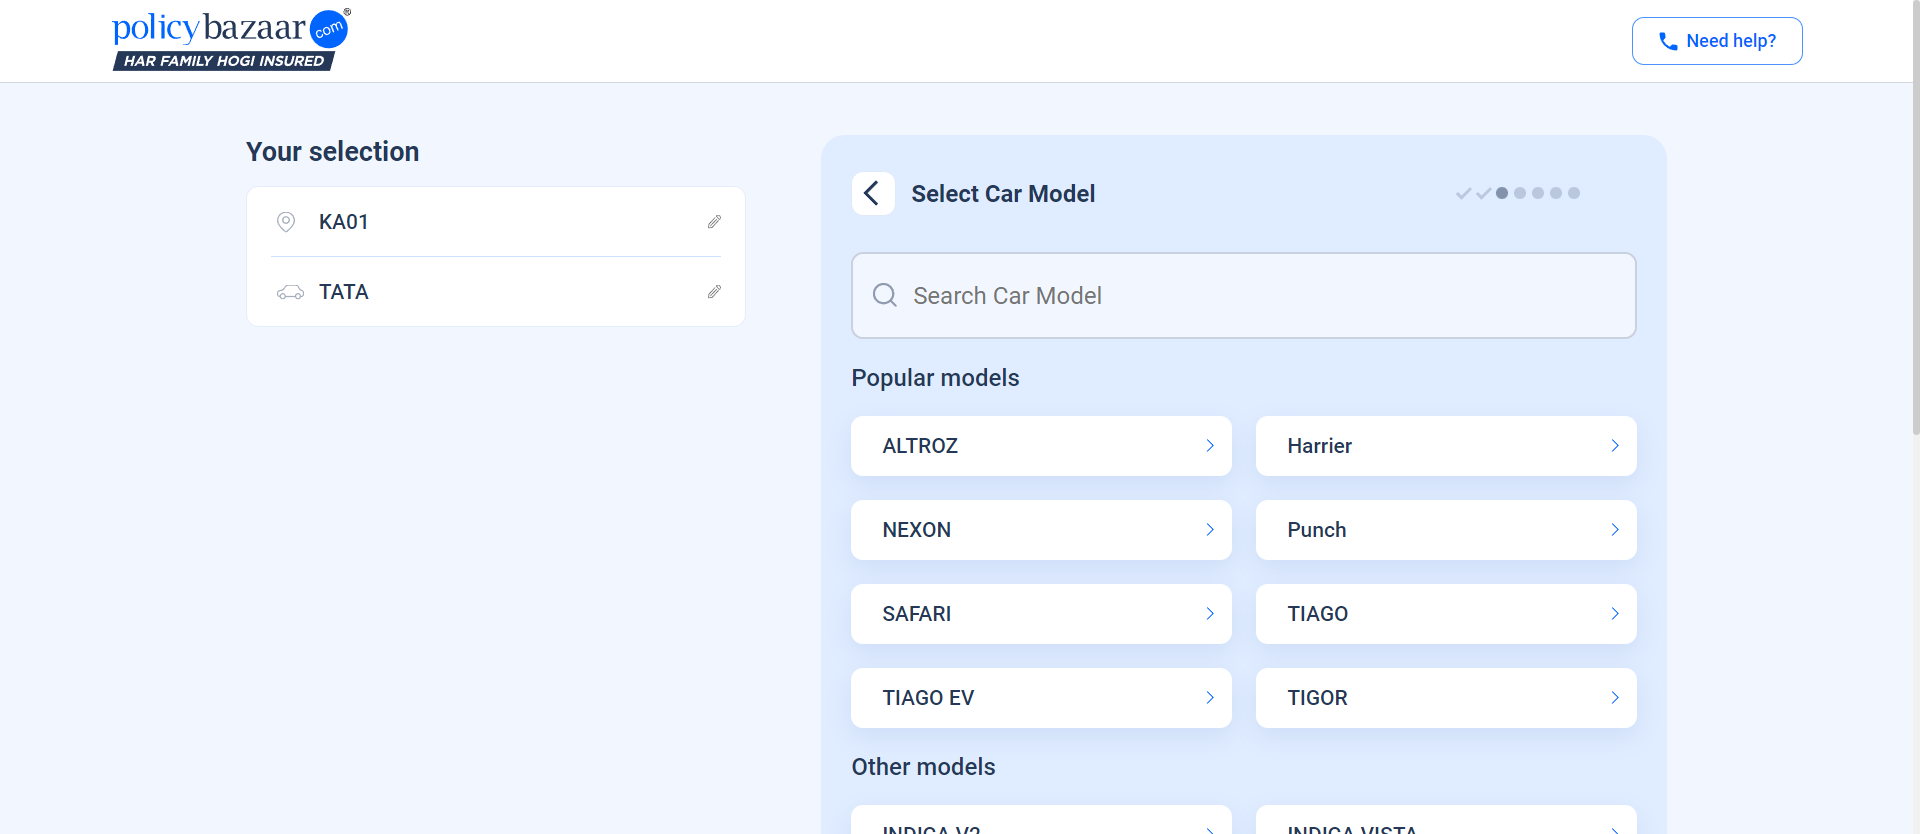 policybazaar.com®
HAR FAMILY HOGI INSURED
Need help?
Your selection
KA01
TATA
Select Car Model
Search Car Model
Popular models
ALTROZ
Harrier
NEXON
Punch
SAFARI
TIAGO
TIAGO EV
TIGOR
Other models
INDICA V2
INDICA VISTA